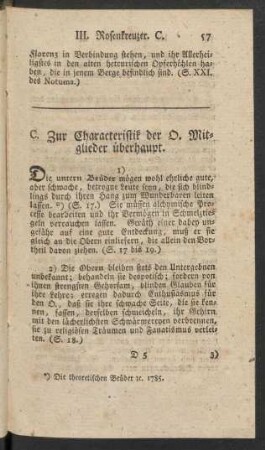 III. Rosenkreuzer. C. 57
Florenz in Verbindung stehen, und ihr Allerhei-
ligstes in den alten hetrurischen Opferhöhlen ha-
ben, die in jenem Berge befindlich sind. (S. XXI.
des Notums.)
C. Zur Characteristik der O. Mit-
glieder überhaupt.
1)
Die untern Brüder mögen wohl ehrliche gute,
aber schwache, betrogne Leute seyn, die sich blind-
lings durch ihren Hang zum Wunderbaren leiten
lassen. *) (S. 17.) Sie müssen alchymische Pro-
cesse bearbeiten und ihr Vermögen in Schmelztie-
geln verrauchen lassen. Geräth einer dabey un-
gefähr auf eine gute Entdeckung, muß er sie
gleich an die Obern einliefern, die allein den Vor-
theil davon ziehen. (S. 17 bis 19.)
2) Die Obern bleiben stets den Untergebnen
unbekannt; behandeln sie despotisch; fordern von
ihnen strengsten Gehorsam, blinden Glauben für
ihre Lehre; erregen dadurch Enthusiasmus für
den O., daß sie ihre schwache Seite, die sie ken-
nen, fassen, derselben schmeicheln, ihr Gehirn
mit den lächerlichsten Schwärmereyen verbrennen,
sie zu religiösen Träumen und Fanatismus verlei-
ten. (S. 18.)
D 5 3)
*) Die theoretischen Brüder ꝛc. 1785.